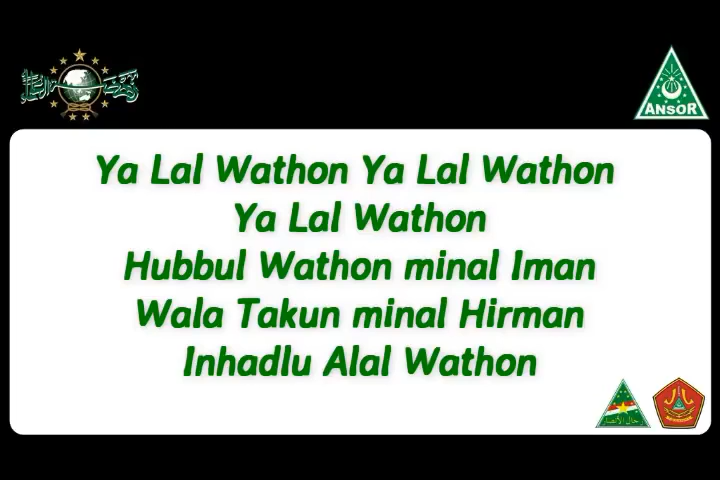 ANSOR
Ya Lal Wathon Ya Lal Wathon
Ya Lal Wathon
Hubbul Wathon minal Iman
Wala Takun minal Hirman
Inhadlu Alal Wathon